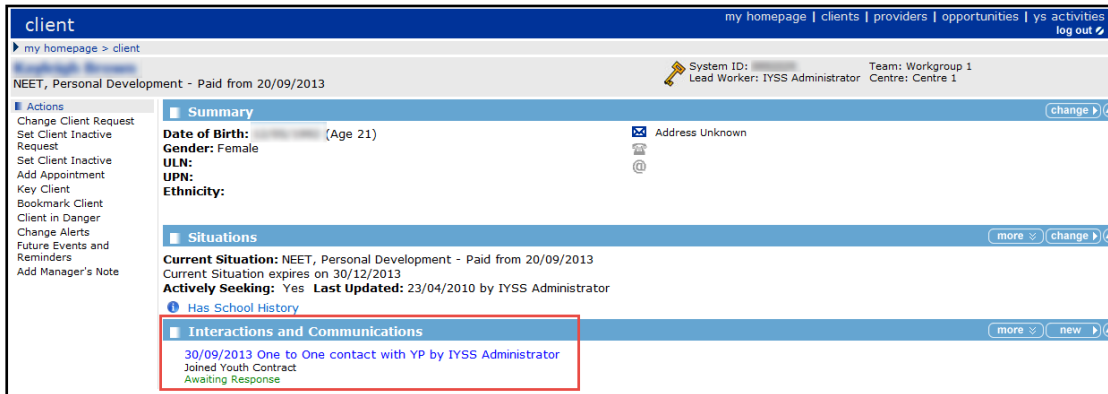 client
my homepage | clients | providers | opportunities | ys activities
log out
my homepage > client
NEET, Personal Development - Paid from 20/09/2013
System ID:
Team: Workgroup 1
Lead Worker: IYSS Administrator
Centre: Centre 1
Actions
Change Client Request
Set Client Inactive
Request
Set Client Inactive
Add Appointment
Key Client
Bookmark Client
Client in Danger
Change Alerts
Future Events and
Reminders
Add Manager's Note
Summary
change
Date of Birth: (Age 21)
Gender: Female
ULN:
UPN:
Ethnicity:
Address Unknown
@
Situations
more
change
Current Situation: NEET, Personal Development - Paid from 20/09/2013
Current Situation expires on 30/12/2013
Actively Seeking: Yes Last Updated: 23/04/2010 by IYSS Administrator
Has School History
Interactions and Communications
more
new
30/09/2013 One to One contact with YP by IYSS Administrator
Joined Youth Contract
Awaiting Response